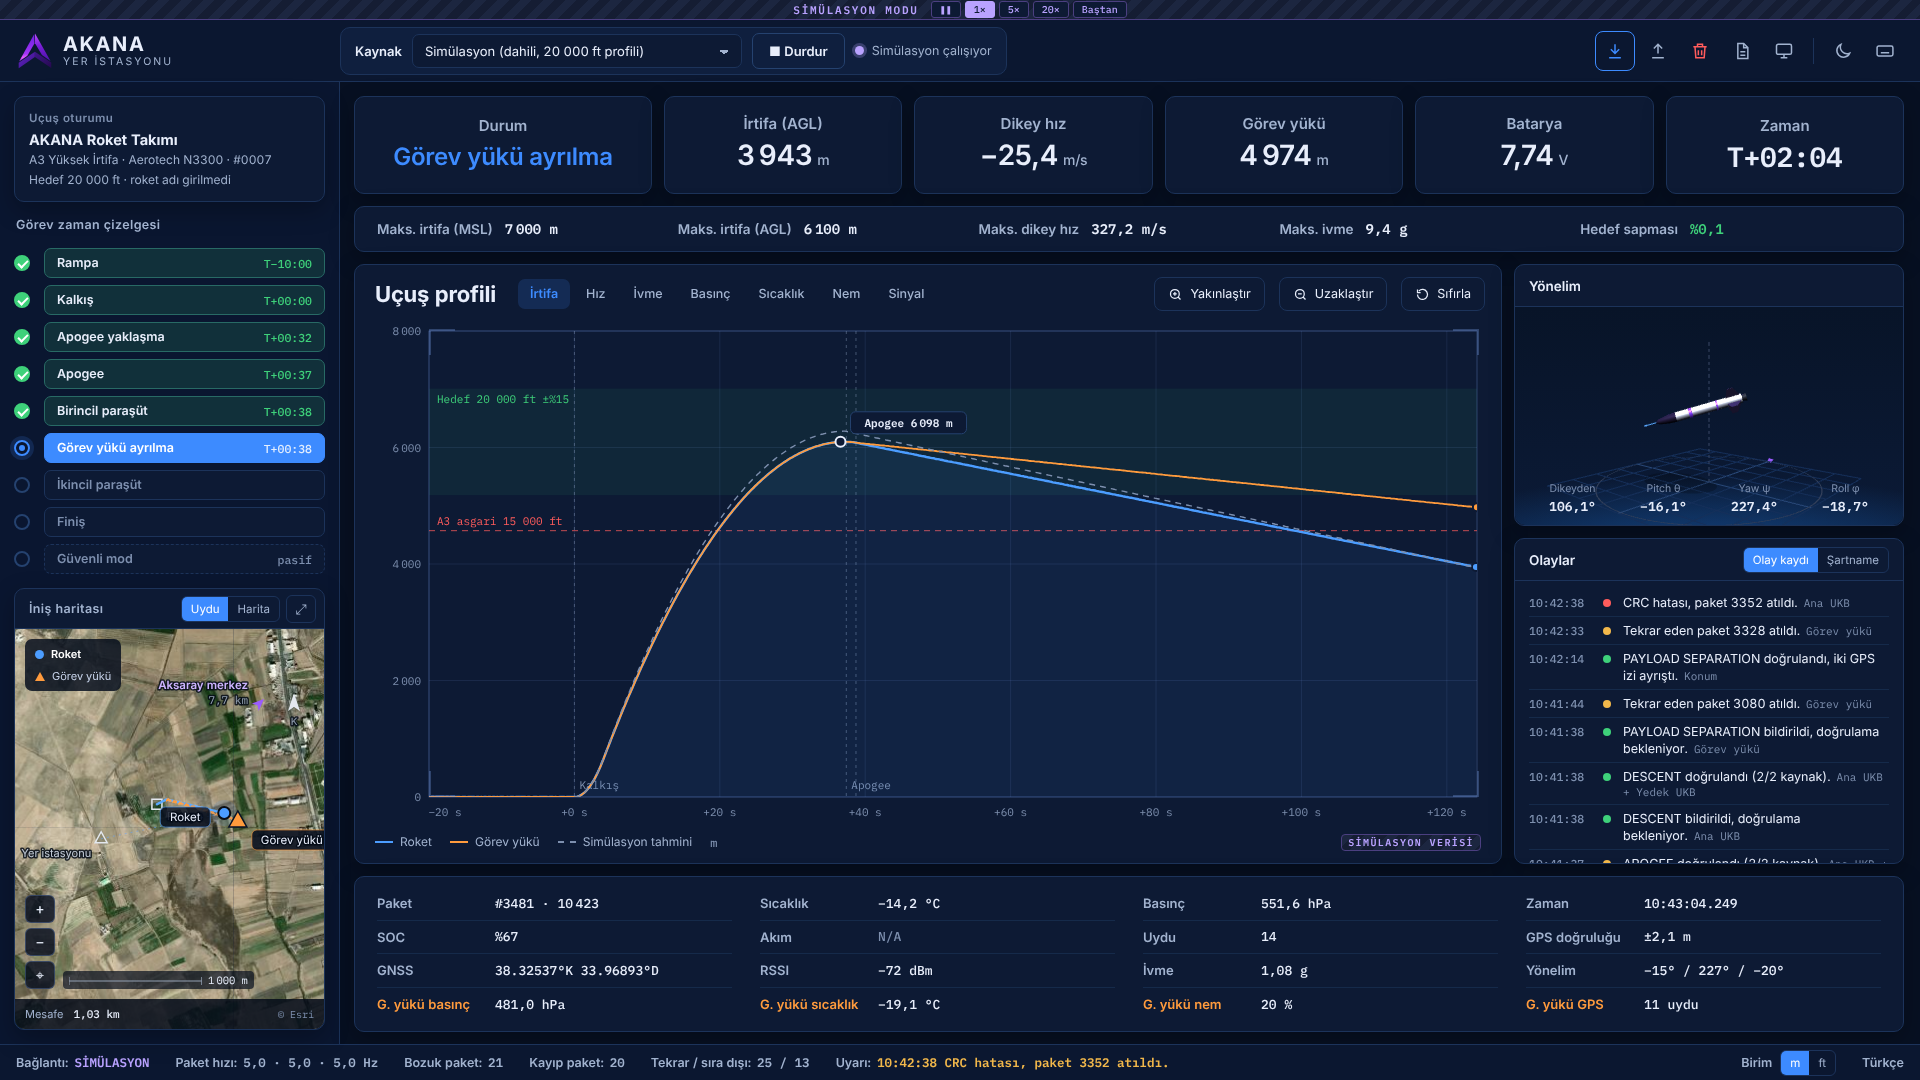 SİMÜLASYON MODU 1× 5× 20× Baştan
AKANA
YER İSTASYONU
Kaynak Simülasyon (dahili, 20 000 ft profili) Durdur Simülasyon çalışıyor
Uçuş oturumu
AKANA Roket Takımı
A3 Yüksek İrtifa · Aerotech N3300 · #0007
Hedef 20 000 ft · roket adı girilmedi
Görev zaman çizelgesi
Rampa T−10:00
Kalkış T+00:00
Apogee yaklaşma T+00:32
Apogee T+00:37
Birincil paraşüt T+00:38
Görev yükü ayrılma T+00:38
İkincil paraşüt
Finiş
Güvenli mod pasif
İniş haritası Uydu Harita
Roket
Görev yükü
Aksaray merkez
7,7 km
K
Roket
Görev yükü
Yer istasyonu
+
−
1 000 m
Mesafe 1,03 km © Esri
Durum
Görev yükü ayrılma
İrtifa (AGL)
3 943 m
Dikey hız
−25,4 m/s
Görev yükü
4 974 m
Batarya
7,74 V
Zaman
T+02:04
Maks. irtifa (MSL) 7 000 m
Maks. irtifa (AGL) 6 100 m
Maks. dikey hız 327,2 m/s
Maks. ivme 9,4 g
Hedef sapması %0,1
Uçuş profili İrtifa Hız İvme Basınç Sıcaklık Nem Sinyal Yakınlaştır Uzaklaştır Sıfırla
8 000
Hedef 20 000 ft ±%15
Apogee 6 098 m
6 000
A3 asgari 15 000 ft
4 000
2 000
Kalkış Apogee
0
−20 s +0 s +20 s +40 s +60 s +80 s +100 s +120 s
Roket Görev yükü Simülasyon tahmini m SİMÜLASYON VERİSİ
Yönelim
Dikeyden Pitch θ Yaw ψ Roll φ
106,1° −16,1° 227,4° −18,7°
Olaylar Olay kaydı Şartname
10:42:38 CRC hatası, paket 3352 atıldı. Ana UKB
10:42:33 Tekrar eden paket 3328 atıldı. Görev yükü
10:42:14 PAYLOAD SEPARATION doğrulandı, iki GPS
izi ayrıştı. Konum
10:41:44 Tekrar eden paket 3080 atıldı. Görev yükü
10:41:38 PAYLOAD SEPARATION bildirildi, doğrulama
bekleniyor. Görev yükü
10:41:38 DESCENT doğrulandı (2/2 kaynak). Ana UKB
+ Yedek UKB
10:41:38 DESCENT bildirildi, doğrulama
bekleniyor. Ana UKB
10:41:37 APOGEE doğrulandı (2/2 kaynak). Ana UKB +
Paket #3481 · 10 423 Sıcaklık −14,2 °C Basınç 551,6 hPa Zaman 10:43:04.249
SOC %67 Akım N/A Uydu 14 GPS doğruluğu ±2,1 m
GNSS 38.32537°K 33.96893°D RSSI −72 dBm İvme 1,08 g Yönelim −15° / 227° / −20°
G. yükü basınç 481,0 hPa G. yükü sıcaklık −19,1 °C G. yükü nem 20 % G. yükü GPS 11 uydu
Bağlantı: SİMÜLASYON Paket hızı: 5,0 · 5,0 · 5,0 Hz Bozuk paket: 21 Kayıp paket: 20 Tekrar / sıra dışı: 25 / 13 Uyarı: 10:42:38 CRC hatası, paket 3352 atıldı. Birim m ft Türkçe